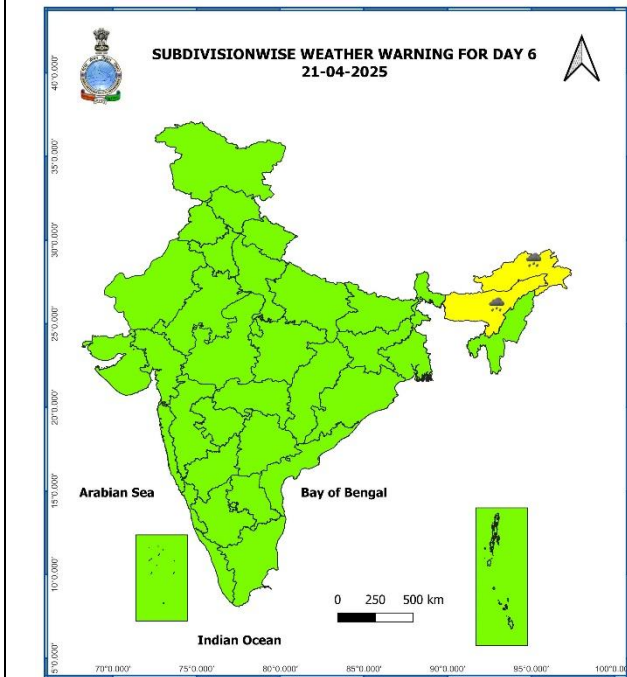 SUBDIVISIONWISE WEATHER WARNING FOR DAY 6
21-04-2025
40°0.000'
35°0.000'
30°0.000'
25°0.000'
20°0.000'
15°0.000'
10°0.000'
5°0.000'
Arabian Sea
Bay of Bengal
0 250 500 km
Indian Ocean
70°0.000' 75°0.000' 80°0.000' 85°0.000' 90°0.000' 95°0.000' 100°0.